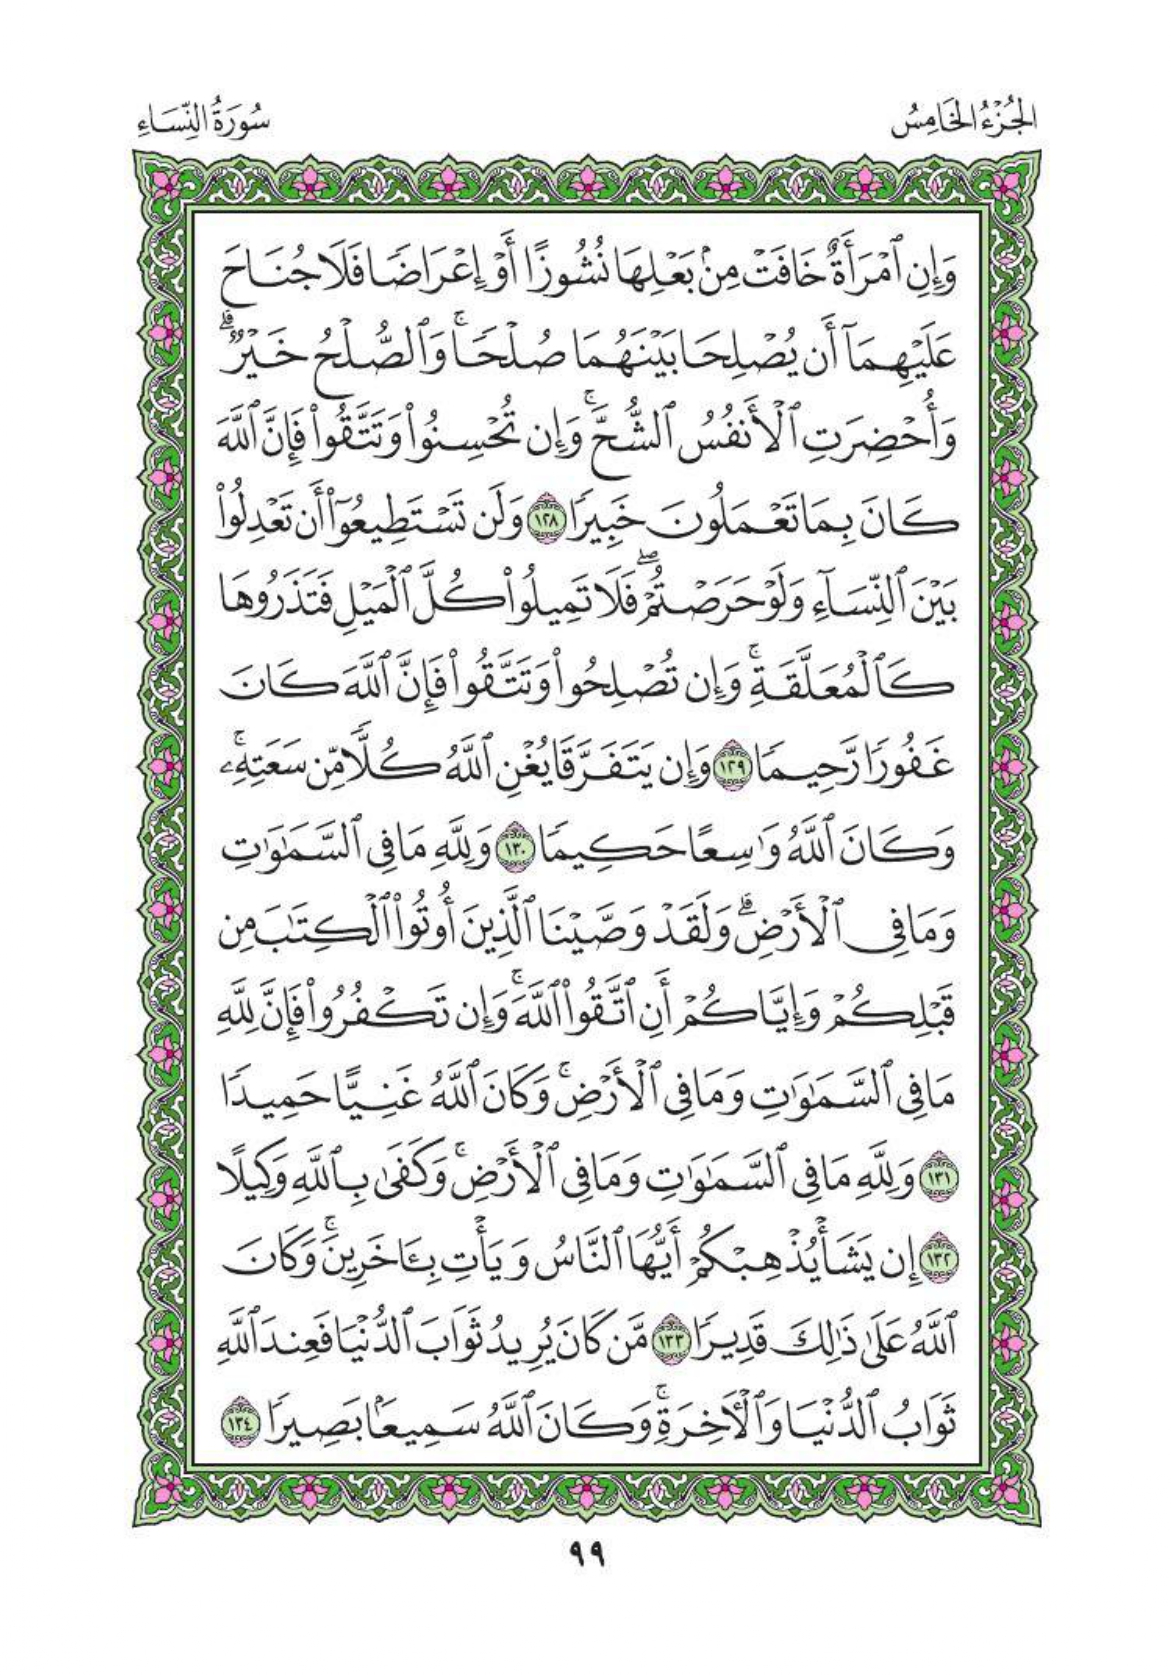 الجُزْءُ الخَامِسُ
سُورَةُ النِّسَاءِ
وَإِنِ ٱمْرَأَةٌ خَافَتْ مِنۢ بَعْلِهَا نُشُوزًا أَوْ إِعْرَاضًا فَلَا جُنَاحَ
عَلَيْهِمَآ أَن يُصْلِحَا بَيْنَهُمَا صُلْحًاۚ وَٱلصُّلْحُ خَيْرٌۗ
وَأُحْضِرَتِ ٱلْأَنفُسُ ٱلشُّحَّۚ وَإِن تُحْسِنُوا۟ وَتَتَّقُوا۟ فَإِنَّ ٱللَّهَ
كَانَ بِمَا تَعْمَلُونَ خَبِيرًا ١٢٨ وَلَن تَسْتَطِيعُوٓا۟ أَن تَعْدِلُوا۟
بَيْنَ ٱلنِّسَآءِ وَلَوْ حَرَصْتُمْۖ فَلَا تَمِيلُوا۟ كُلَّ ٱلْمَيْلِ فَتَذَرُوهَا
كَٱلْمُعَلَّقَةِۚ وَإِن تُصْلِحُوا۟ وَتَتَّقُوا۟ فَإِنَّ ٱللَّهَ كَانَ
غَفُورًا رَّحِيمًا ١٢٩ وَإِن يَتَفَرَّقَا يُغْنِ ٱللَّهُ كُلًّا مِّن سَعَتِهِۦۚ
وَكَانَ ٱللَّهُ وَٰسِعًا حَكِيمًا ١٣٠ وَلِلَّهِ مَا فِى ٱلسَّمَٰوَٰتِ
وَمَا فِى ٱلْأَرْضِۗ وَلَقَدْ وَصَّيْنَا ٱلَّذِينَ أُوتُوا۟ ٱلْكِتَٰبَ مِن
قَبْلِكُمْ وَإِيَّاكُمْ أَنِ ٱتَّقُوا۟ ٱللَّهَۚ وَإِن تَكْفُرُوا۟ فَإِنَّ لِلَّهِ
مَا فِى ٱلسَّمَٰوَٰتِ وَمَا فِى ٱلْأَرْضِۚ وَكَانَ ٱللَّهُ غَنِيًّا حَمِيدًا
١٣١ وَلِلَّهِ مَا فِى ٱلسَّمَٰوَٰتِ وَمَا فِى ٱلْأَرْضِۚ وَكَفَىٰ بِٱللَّهِ وَكِيلًا
١٣٢ إِن يَشَأْ يُذْهِبْكُمْ أَيُّهَا ٱلنَّاسُ وَيَأْتِ بِـَٔاخَرِينَۚ وَكَانَ
ٱللَّهُ عَلَىٰ ذَٰلِكَ قَدِيرًا ١٣٣ مَّن كَانَ يُرِيدُ ثَوَابَ ٱلدُّنْيَا فَعِندَ ٱللَّهِ
ثَوَابُ ٱلدُّنْيَا وَٱلْـَٔاخِرَةِۚ وَكَانَ ٱللَّهُ سَمِيعًۢا بَصِيرًا ١٣٤
٩٩